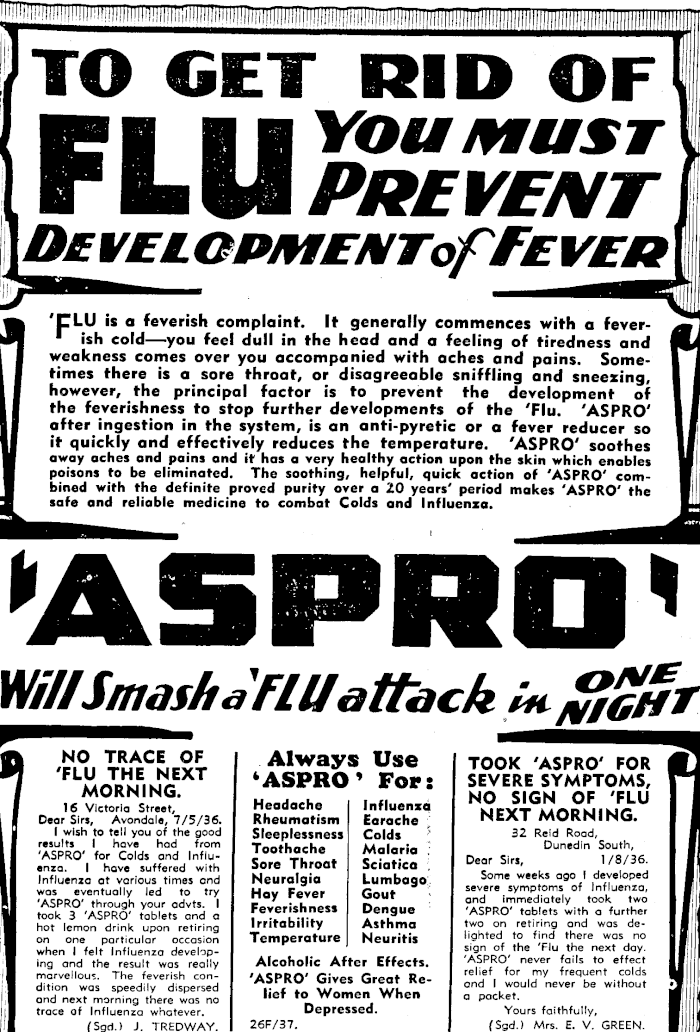 TO GET RID OF
FLU YOU MUST
PREVENT
DEVELOPMENT of FEVER
'FLU is a feverish complaint. It generally commences with a fever-
ish cold—you feel dull in the head and a feeling of tiredness and
weakness comes over you accompanied with aches and pains. Some-
times there is a sore throat, or disagreeable sniffling and sneezing,
however, the principal factor is to prevent the development of
the feverishness to stop further developments of the 'Flu. 'ASPRO'
after ingestion in the system, is an anti-pyretic or a fever reducer so
it quickly and effectively reduces the temperature. 'ASPRO' soothes
away aches and pains and it has a very healthy action upon the skin which enables
poisons to be eliminated. The soothing, helpful, quick action of 'ASPRO' com-
bined with the definite proved purity over a 20 years' period makes 'ASPRO' the
safe and reliable medicine to combat Colds and Influenza.
'ASPRO'
Will Smash a 'FLU attack in ONE
NIGHT
NO TRACE OF
'FLU THE NEXT
MORNING.
16 Victoria Street,
Dear Sirs, Avondale, 7/5/36.
I wish to tell you of the good
results I have had from
'ASPRO' for Colds and Influ-
enza. I have suffered with
Influenza at various times and
was eventually led to try
'ASPRO' through your advts. I
took 3 'ASPRO' tablets and a
hot lemon drink upon retiring
on one particular occasion
when I felt Influenza develop-
ing and the result was really
marvellous. The feverish con-
dition was speedily dispersed
and next morning there was no
trace of Influenza whatever.
(Sgd.) J. TREDWAY.
Always Use
'ASPRO' For:
Headache
Rheumatism
Sleeplessness
Toothache
Sore Throat
Neuralgia
Hay Fever
Feverishness
Irritability
Temperature
Influenza
Earache
Colds
Malaria
Sciatica
Lumbago
Gout
Dengue
Asthma
Neuritis
Alcoholic After Effects.
'ASPRO' Gives Great Re-
lief to Women When
Depressed.
26F/37.
TOOK 'ASPRO' FOR
SEVERE SYMPTOMS,
NO SIGN OF 'FLU
NEXT MORNING.
32 Reid Road,
Dunedin South,
Dear Sirs, 1/8/36.
Some weeks ago I developed
severe symptoms of Influenza,
and immediately took two
'ASPRO' tablets with a further
two on retiring and was de-
lighted to find there was no
sign of the 'Flu the next day.
'ASPRO' never fails to effect
relief for my frequent colds
and I would never be without
a packet.
Yours faithfully,
(Sgd.) Mrs. E. V. GREEN.